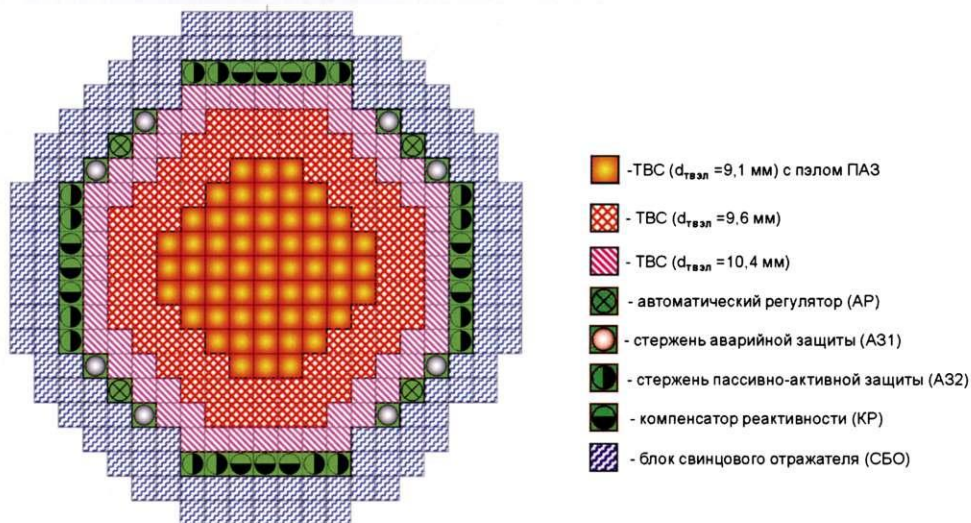 -ТВС (dтвэл =9,1 мм) с пэлом ПАЗ
- ТВС (dтвэл =9,6 мм)
- ТВС (dтвэл =10,4 мм)
- автоматический регулятор (АР)
- стержень аварийной защиты (АЗ1)
- стержень пассивно-активной защиты (АЗ2)
- компенсатор реактивности (КР)
- блок свинцового отражателя (СБО)